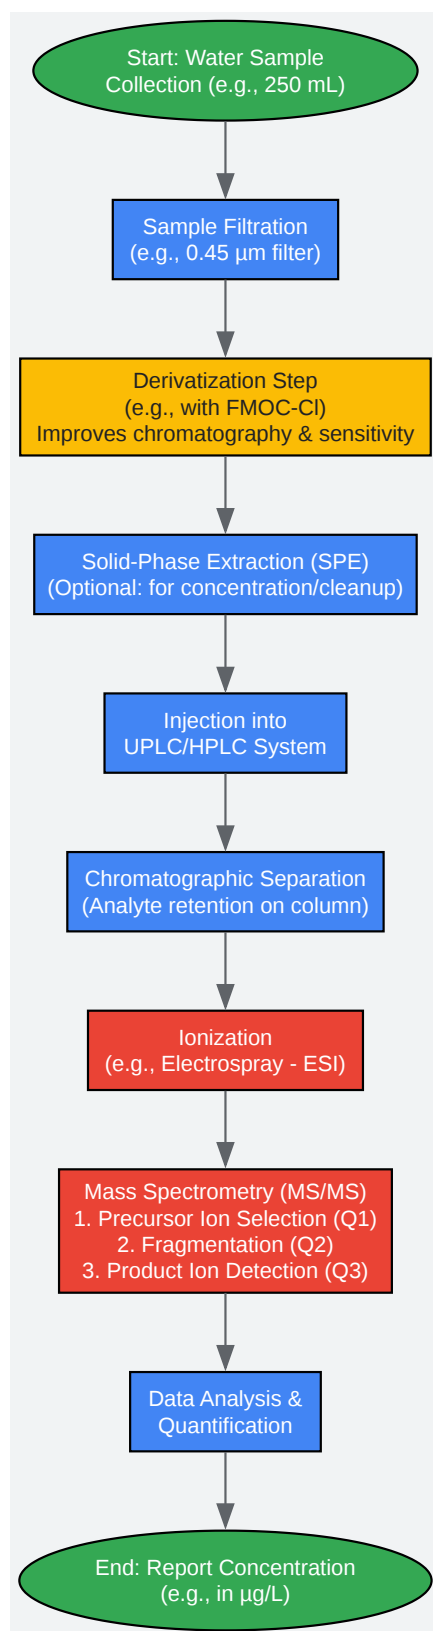 Start: Water Sample
Collection (e.g., 250 mL)
Sample Filtration
(e.g., 0.45 µm filter)
Derivatization Step
(e.g., with FMOC-Cl)
Improves chromatography & sensitivity
Solid-Phase Extraction (SPE)
(Optional: for concentration/cleanup)
Injection into
UPLC/HPLC System
Chromatographic Separation
(Analyte retention on column)
Ionization
(e.g., Electrospray - ESI)
Mass Spectrometry (MS/MS)
1. Precursor Ion Selection (Q1)
2. Fragmentation (Q2)
3. Product Ion Detection (Q3)
Data Analysis &
Quantification
End: Report Concentration
(e.g., in µg/L)